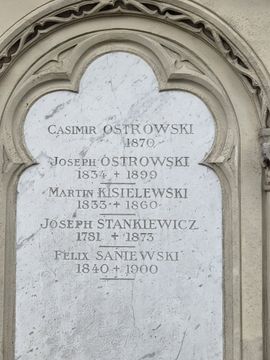 CASIMIR OSTROWSKI
1870
JOSEPH OSTROWSKI
1834 + 1899
MARTIN KISIELEWSKI
1833 + 1860
JOSEPH STANKIEWICZ
1781 + 1873
FELIX SANIEWSKI
1840 + 1900